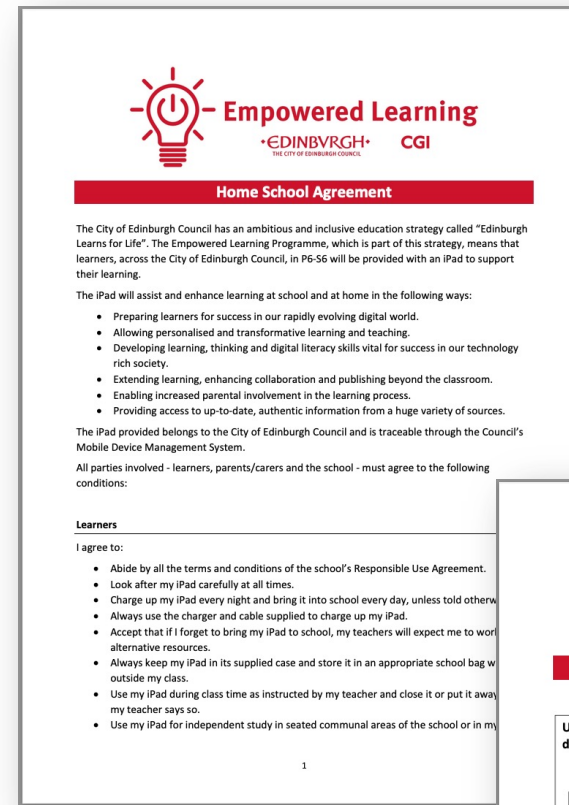 Empowered Learning
•EDINBVRGH• CGI
THE CITY OF EDINBURGH COUNCIL
Home School Agreement
The City of Edinburgh Council has an ambitious and inclusive education strategy called “Edinburgh
Learns for Life”. The Empowered Learning Programme, which is part of this strategy, means that
learners, across the City of Edinburgh Council, in P6-S6 will be provided with an iPad to support
their learning.
The iPad will assist and enhance learning at school and at home in the following ways:
• Preparing learners for success in our rapidly evolving digital world.
• Allowing personalised and transformative learning and teaching.
• Developing learning, thinking and digital literacy skills vital for success in our technology
rich society.
• Extending learning, enhancing collaboration and publishing beyond the classroom.
• Enabling increased parental involvement in the learning process.
• Providing access to up-to-date, authentic information from a huge variety of sources.
The iPad provided belongs to the City of Edinburgh Council and is traceable through the Council’s
Mobile Device Management System.
All parties involved - learners, parents/carers and the school - must agree to the following
conditions:
Learners
I agree to:
• Abide by all the terms and conditions of the school’s Responsible Use Agreement.
• Look after my iPad carefully at all times.
• Charge up my iPad every night and bring it into school every day, unless told otherw
• Always use the charger and cable supplied to charge up my iPad.
• Accept that if I forget to bring my iPad to school, my teachers will expect me to wor
alternative resources.
• Always keep my iPad in its supplied case and store it in an appropriate school bag w
outside my class.
• Use my iPad during class time as instructed by my teacher and close it or put it away
my teacher says so.
• Use my iPad for independent study in seated communal areas of the school or in my
1
U
d